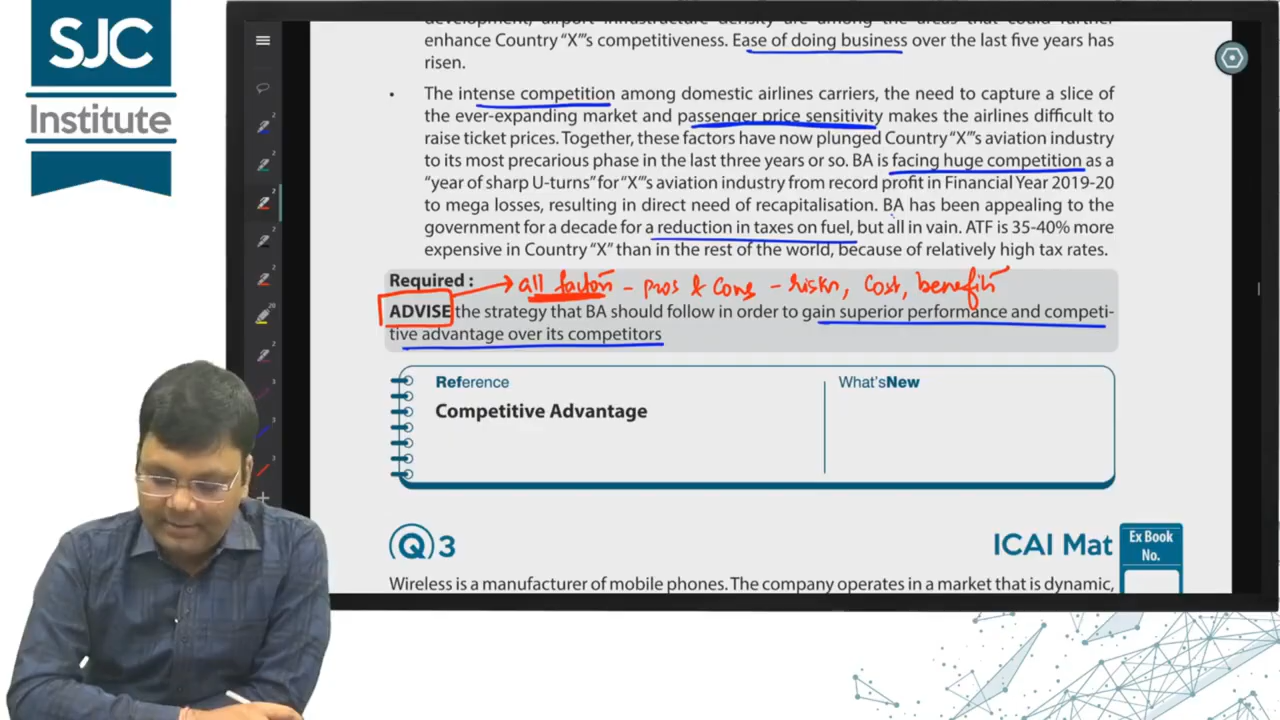 SJC
Institute
development, airport infrastructure density are among the areas that could further
enhance Country “X”’s competitiveness. Ease of doing business over the last five years has
risen.
• The intense competition among domestic airlines carriers, the need to capture a slice of
the ever-expanding market and passenger price sensitivity makes the airlines difficult to
raise ticket prices. Together, these factors have now plunged Country “X”’s aviation industry
to its most precarious phase in the last three years or so. BA is facing huge competition as a
“year of sharp U-turns” for “X”’s aviation industry from record profit in Financial Year 2019-20
to mega losses, resulting in direct need of recapitalisation. BA has been appealing to the
government for a decade for a reduction in taxes on fuel, but all in vain. ATF is 35-40% more
expensive in Country “X” than in the rest of the world, because of relatively high tax rates.
Required :
all factors - pros & cons - risks, cost, benefits
ADVISE the strategy that BA should follow in order to gain superior performance and competi-
tive advantage over its competitors
Reference
What'sNew
Competitive Advantage
Q 3
ICAI Mat
Ex Book
No.
Wireless is a manufacturer of mobile phones. The company operates in a market that is dynamic,